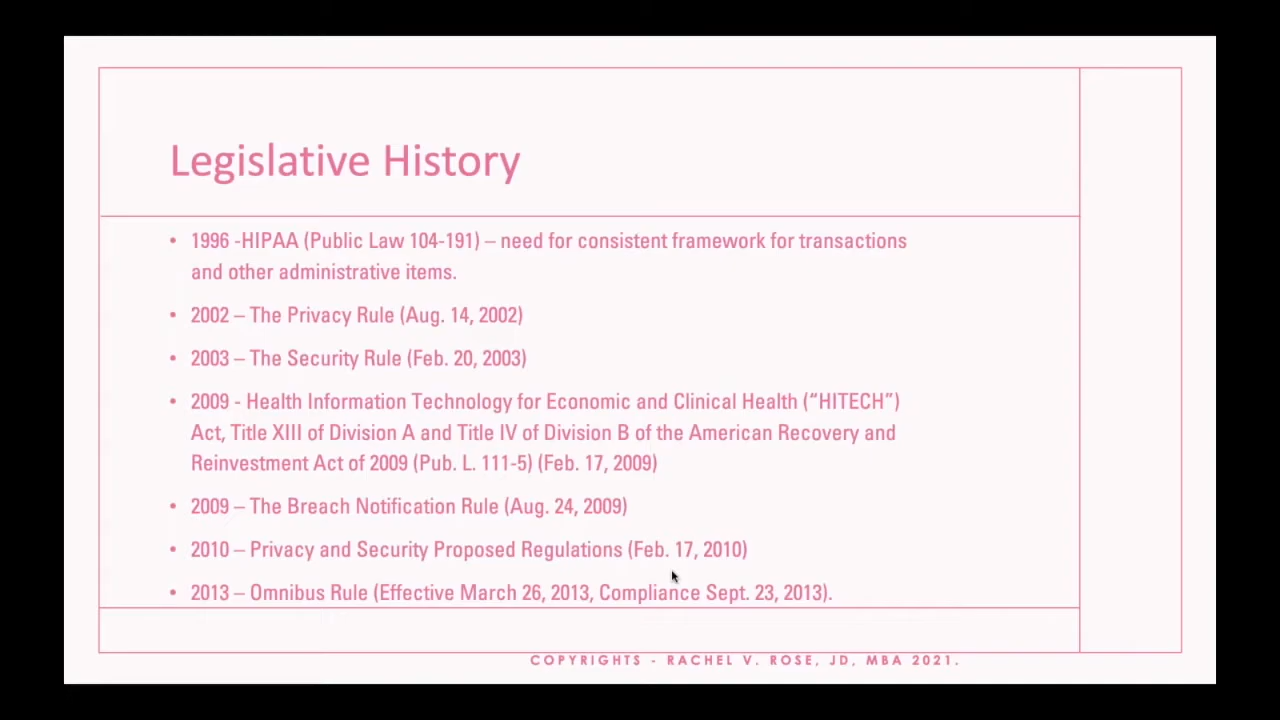 Legislative History
• 1996 -HIPAA (Public Law 104-191) – need for consistent framework for transactions
and other administrative items.
• 2002 – The Privacy Rule (Aug. 14, 2002)
• 2003 – The Security Rule (Feb. 20, 2003)
• 2009 - Health Information Technology for Economic and Clinical Health (“HITECH”)
Act, Title XIII of Division A and Title IV of Division B of the American Recovery and
Reinvestment Act of 2009 (Pub. L. 111-5) (Feb. 17, 2009)
• 2009 – The Breach Notification Rule (Aug. 24, 2009)
• 2010 – Privacy and Security Proposed Regulations (Feb. 17, 2010)
• 2013 – Omnibus Rule (Effective March 26, 2013, Compliance Sept. 23, 2013).
COPYRIGHTS - RACHEL V. ROSE, JD, MBA 2021.